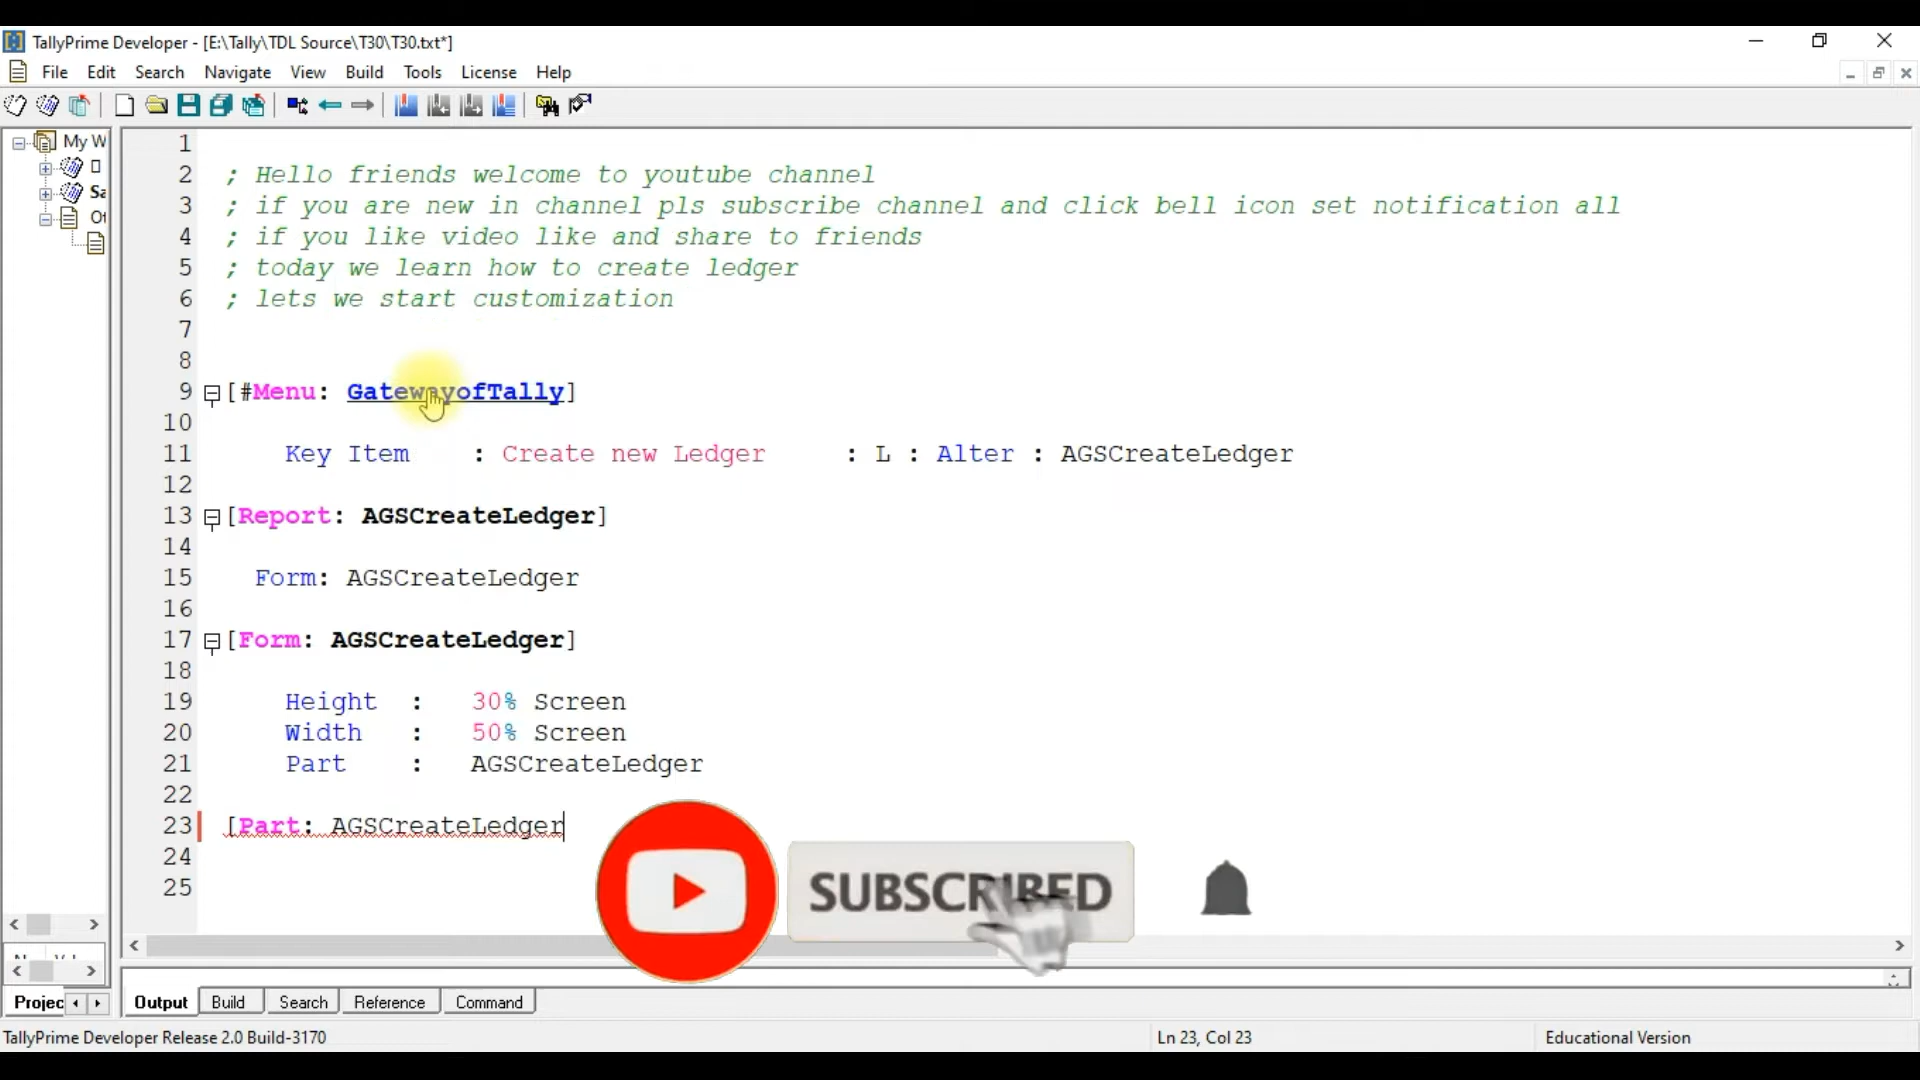 TallyPrime Developer - [E:\Tally\TDL Source\T30\T30.txt*]
File Edit Search Navigate View Build Tools License Help
My W
Sa
Ot
1
2 ; Hello friends welcome to youtube channel
3 ; if you are new in channel pls subscribe channel and click bell icon set notification all
4 ; if you like video like and share to friends
5 ; today we learn how to create ledger
6 ; lets we start customization
7
8
9 [#Menu: GatewayofTally]
10
11 Key Item : Create new Ledger : L : Alter : AGSCreateLedger
12
13 [Report: AGSCreateLedger]
14
15 Form: AGSCreateLedger
16
17 [Form: AGSCreateLedger]
18
19 Height : 30% Screen
20 Width : 50% Screen
21 Part : AGSCreateLedger
22
23 [Part: AGSCreateLedger
24
25
SUBSCRIBED
Projec Output Build Search Reference Command
TallyPrime Developer Release 2.0 Build-3170 Ln 23, Col 23 Educational Version